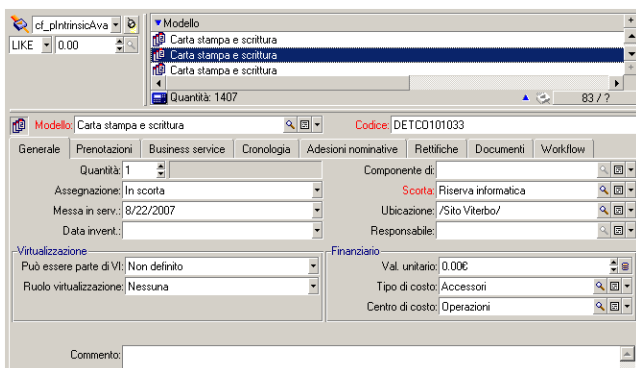 cf_pIntrinsicAva
LIKE 0.00
Modello
Carta stampa e scrittura
Carta stampa e scrittura
Carta stampa e scrittura
Quantità: 1407 83 / ?
Modello: Carta stampa e scrittura Codice: DETCO101033
Generale Prenotazioni Business service Cronologia Adesioni nominative Rettifiche Documenti Workflow
Quantità: 1 Componente di:
Assegnazione: In scorta Scorta: Riserva informatica
Messa in serv.: 8/22/2007 Ubicazione: /Sito Viterbo/
Data invent.: Responsabile:
Virtualizzazione Finanziario
Può essere parte di VI: Non definito Val. unitario: 0.00€
Ruolo virtualizzazione: Nessuna Tipo di costo: Accessori
Centro di costo: Operazioni
Commento: